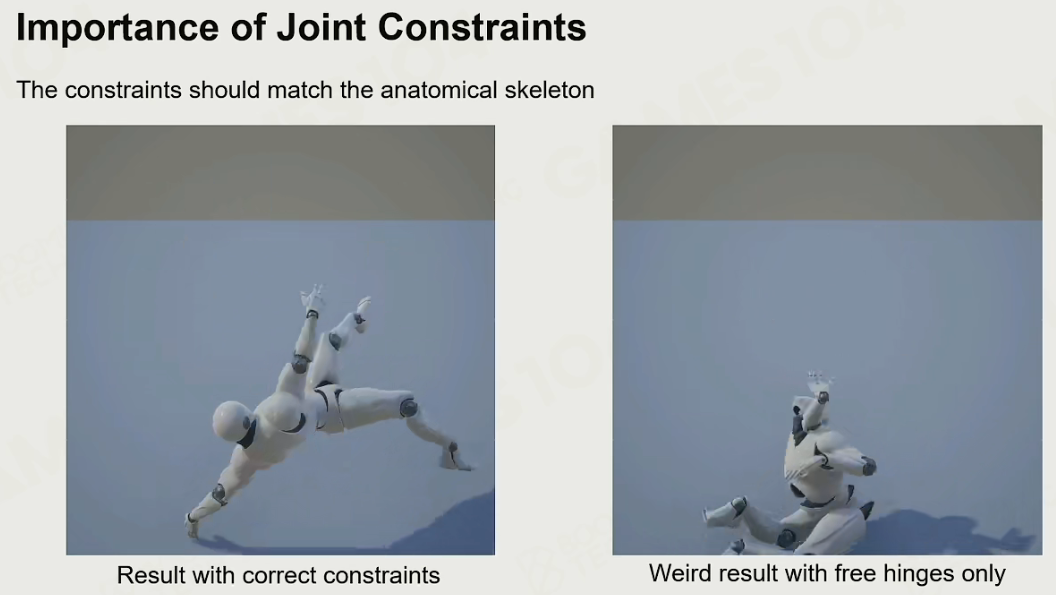 Importance of Joint Constraints
The constraints should match the anatomical skeleton
Result with correct constraints
Weird result with free hinges only